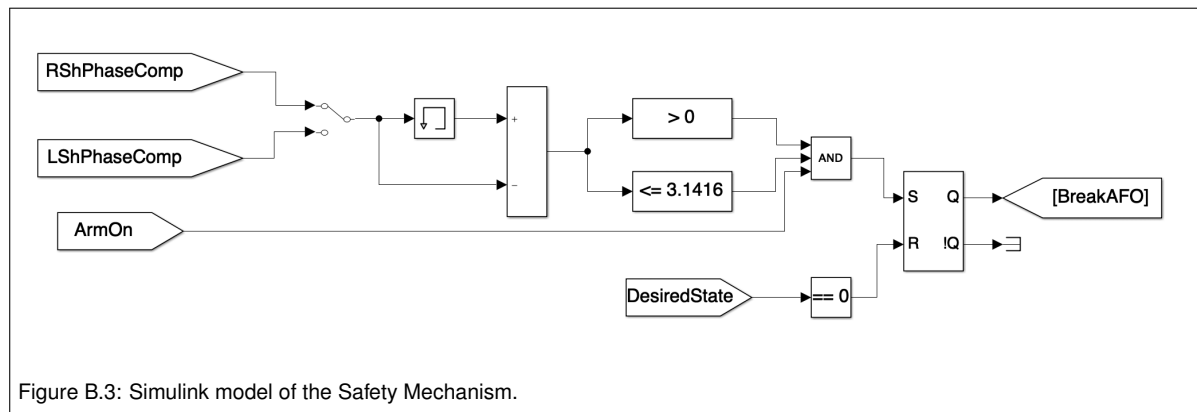 RShPhaseComp
LShPhaseComp
ArmOn
+
−
> 0
<= 3.1416
AND
DesiredState
== 0
S Q
R !Q
[BreakAFO]
Figure B.3: Simulink model of the Safety Mechanism.